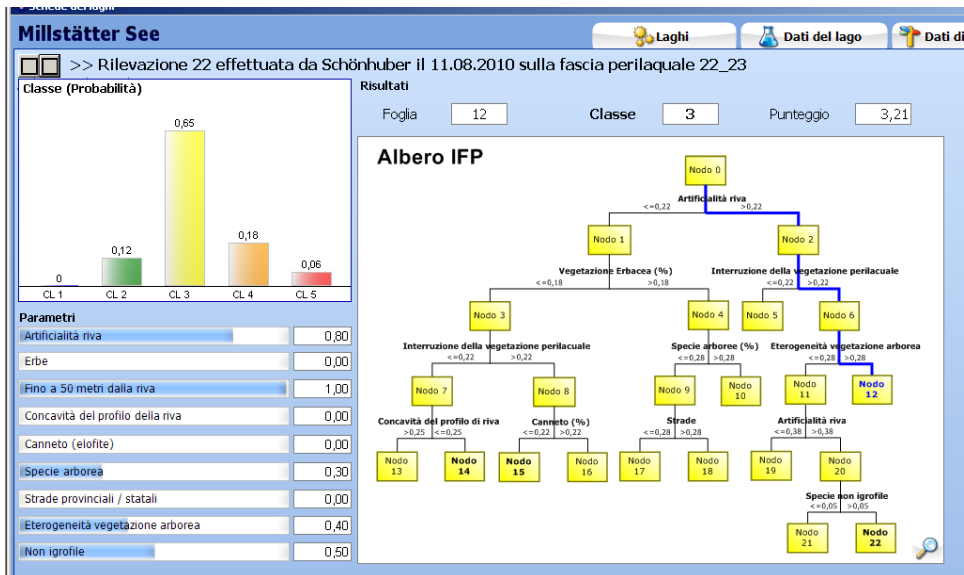 Schede dei laghi
Millstätter See
Laghi
Dati del lago
Dati di
>> Rilevazione 22 effettuata da Schönhuber il 11.08.2010 sulla fascia perilaquale 22_23
Classe (Probabilità)
0,65
0,18
0,12
0,06
0
CL 1 CL 2 CL 3 CL 4 CL 5
Parametri
Artificialità riva 0,80
Erbe 0,00
Fino a 50 metri dalla riva 1,00
Concavità del profilo della riva 0,00
Canneto (elofite) 0,00
Specie arborea 0,30
Strade provinciali / statali 0,00
Eterogeneità vegetazione arborea 0,40
Non igrofile 0,50
Risultati
Foglia 12 Classe 3 Punteggio 3,21
Albero IFP
Nodo 0
Artificialità riva
<=0,22 >0,22
Nodo 1 Nodo 2
Vegetazione Erbacea (%) Interruzione della vegetazione perilacuale
<=0,18 >0,18 <=0,22 >0,22
Nodo 3 Nodo 4 Nodo 5 Nodo 6
Interruzione della vegetazione perilacuale Specie arboree (%) Eterogeneità vegetazione arborea
<=0,22 >0,22 <=0,28 >0,28 <=0,28 >0,28
Nodo 7 Nodo 8 Nodo 9 Nodo 10 Nodo 11 Nodo 12
Concavità del profilo di riva Canneto (%) Strade Artificialità riva
>0,25 <=0,25 <=0,22 >0,22 <=0,28 >0,28 <=0,38 >0,38
Nodo 13 Nodo 14 Nodo 15 Nodo 16 Nodo 17 Nodo 18 Nodo 19 Nodo 20
Specie non igrofile
<=0,05 >0,05
Nodo 21 Nodo 22